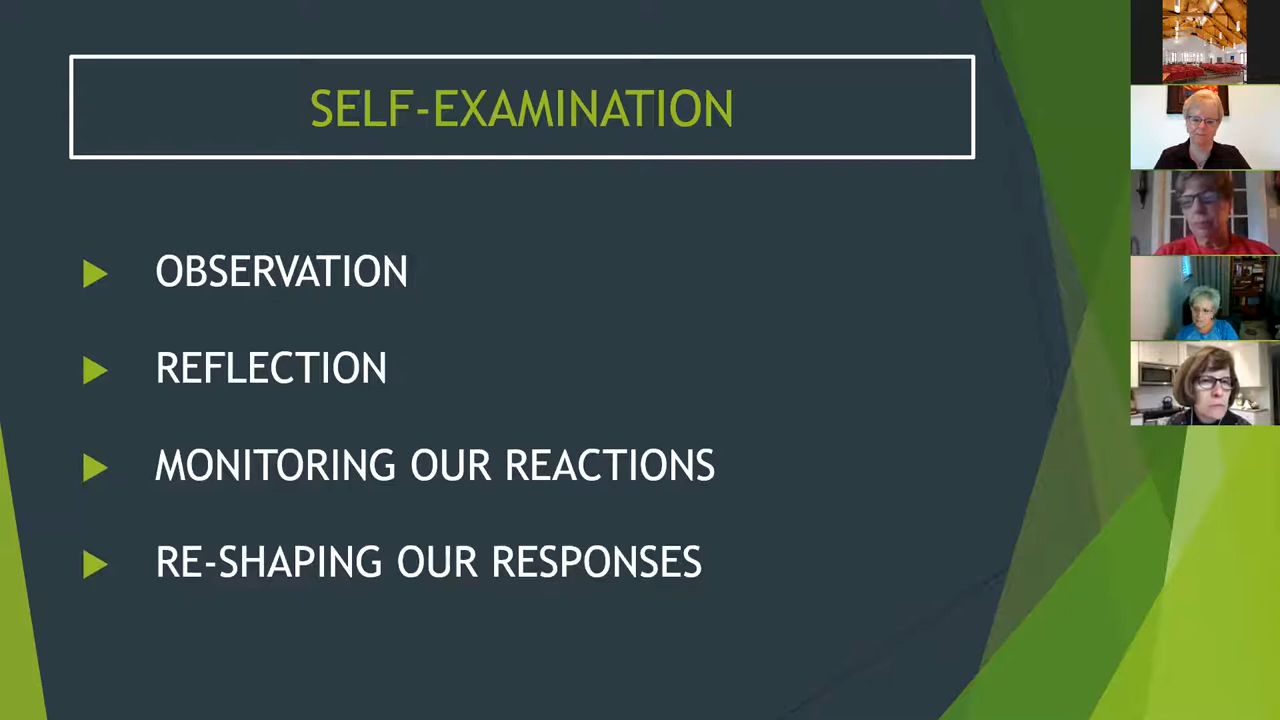 SELF-EXAMINATION
OBSERVATION
REFLECTION
MONITORING OUR REACTIONS
RE-SHAPING OUR RESPONSES